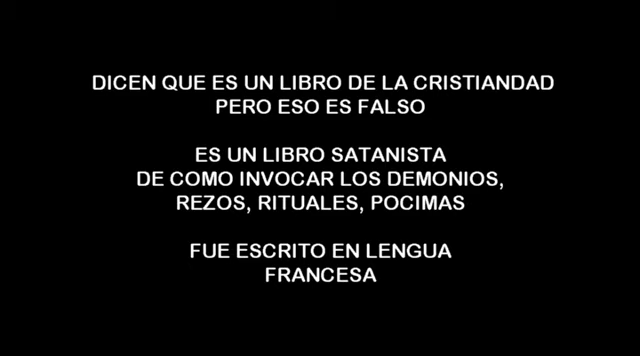 DICEN QUE ES UN LIBRO DE LA CRISTIANDAD
PERO ESO ES FALSO
ES UN LIBRO SATANISTA
DE COMO INVOCAR LOS DEMONIOS,
REZOS, RITUALES, POCIMAS
FUE ESCRITO EN LENGUA
FRANCESA